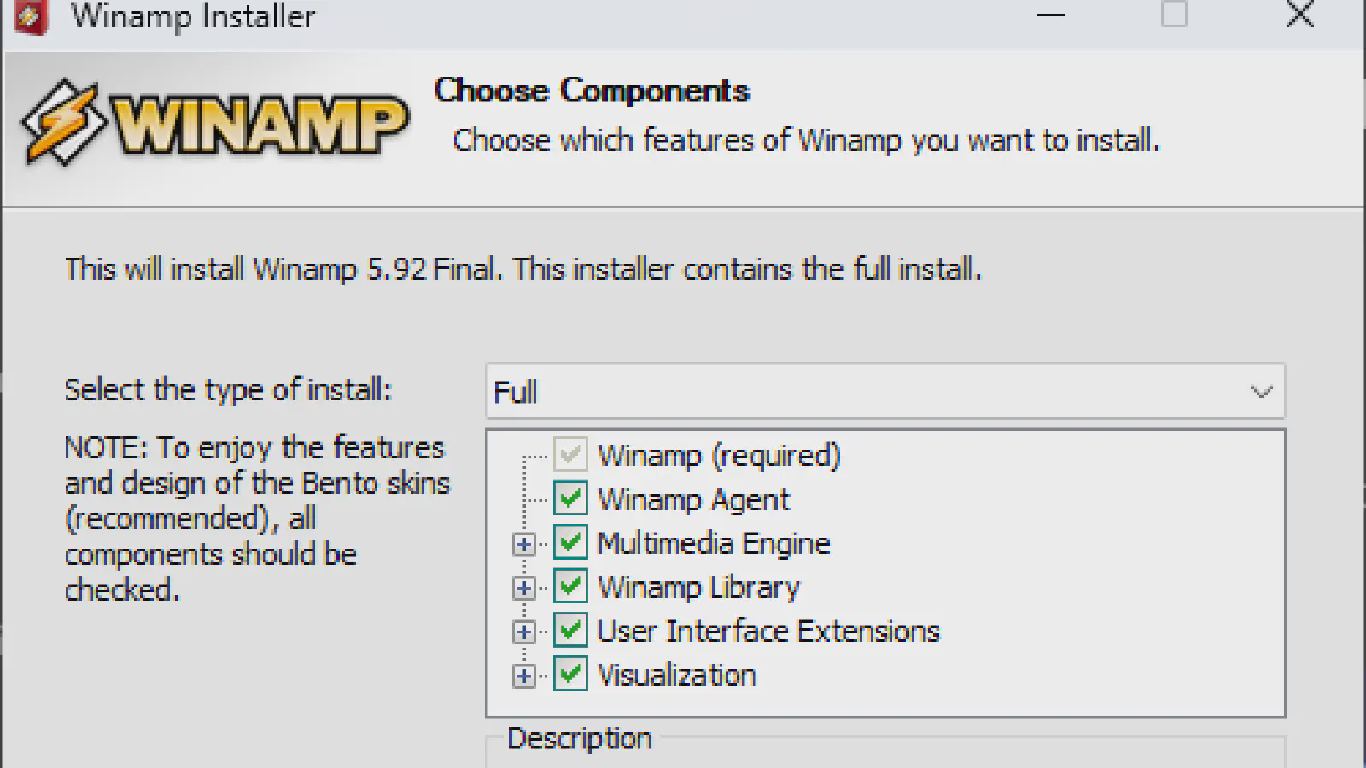 Winamp Installer
WINAMP
Choose Components
Choose which features of Winamp you want to install.
This will install Winamp 5.92 Final. This installer contains the full install.
Select the type of install:
Full
NOTE: To enjoy the features
and design of the Bento skins
(recommended), all
components should be
checked.
Winamp (required)
Winamp Agent
Multimedia Engine
Winamp Library
User Interface Extensions
Visualization
Description